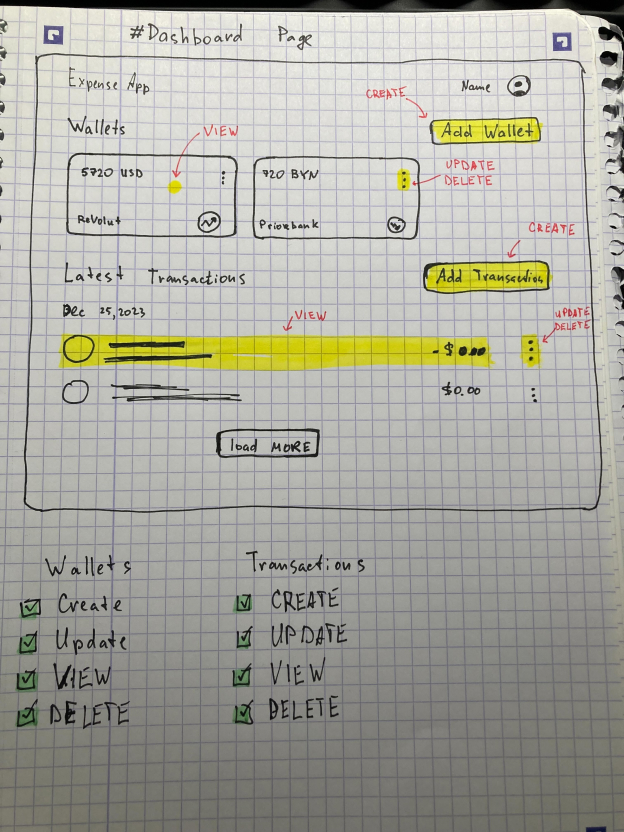 #Dashboard Page
Expense App
Name
CREATE
Wallets
VIEW
Add Wallet
5720 USD
720 BYN
UPDATE
DELETE
Revolut
Priorbank
CREATE
Latest Transactions
Add Transaction
Dec 25, 2023
VIEW
UPDATE
DELETE
- $
$0.00
load MORE
Wallets Transactions
Create CREATE
Update UPDATE
VIEW VIEW
DELETE DELETE